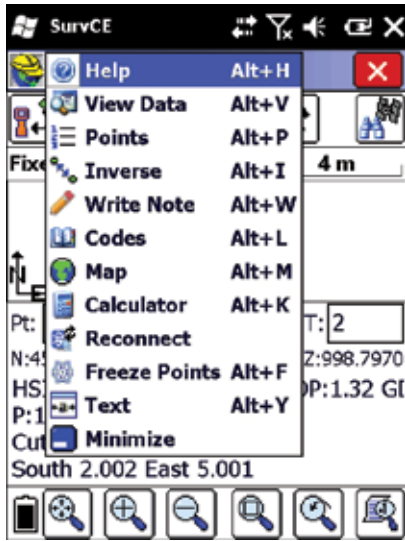 SurvCE
Help Alt+H
View Data Alt+V
Points Alt+P
Fixe
Inverse Alt+I
4 m
Write Note Alt+W
Codes Alt+L
Map Alt+M
N
E
Calculator Alt+K
Pt:
T: 2
Reconnect
N:45
Z:998.7970
Freeze Points Alt+F
HS
DP:1.32 GI
Text Alt+Y
P:1
Minimize
Cut
South 2.002 East 5.001